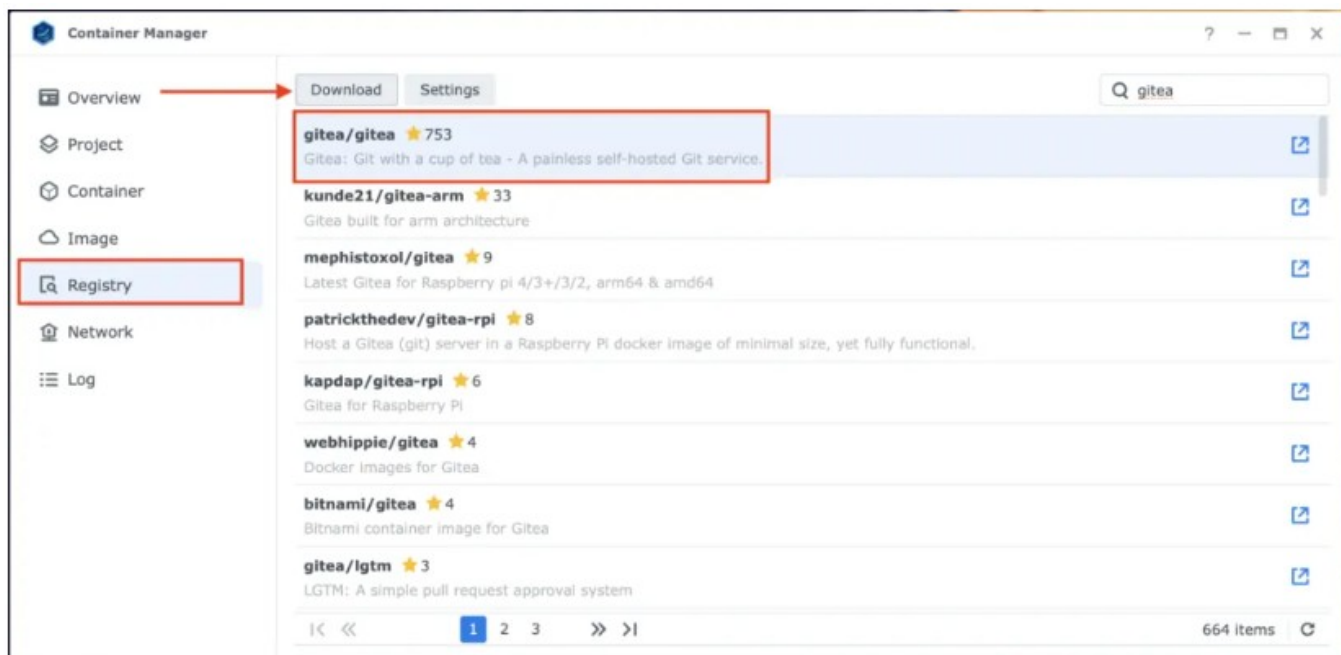 Container Manager
?
Overview
Project
Container
Image
Registry
Network
Log
Download Settings
gitea
gitea/gitea 753
Gitea: Git with a cup of tea - A painless self-hosted Git service.
kunde21/gitea-arm 33
Gitea built for arm architecture
mephistoxol/gitea 9
Latest Gitea for Raspberry pi 4/3+/3/2, arm64 & amd64
patrickthedev/gitea-rpi 8
Host a Gitea (git) server in a Raspberry Pi docker image of minimal size, yet fully functional.
kapdap/gitea-rpi 6
Gitea for Raspberry Pi
webhippie/gitea 4
Docker images for Gitea
bitnami/gitea 4
Bitnami container image for Gitea
gitea/lgtm 3
LGTM: A simple pull request approval system
1 2 3
664 items